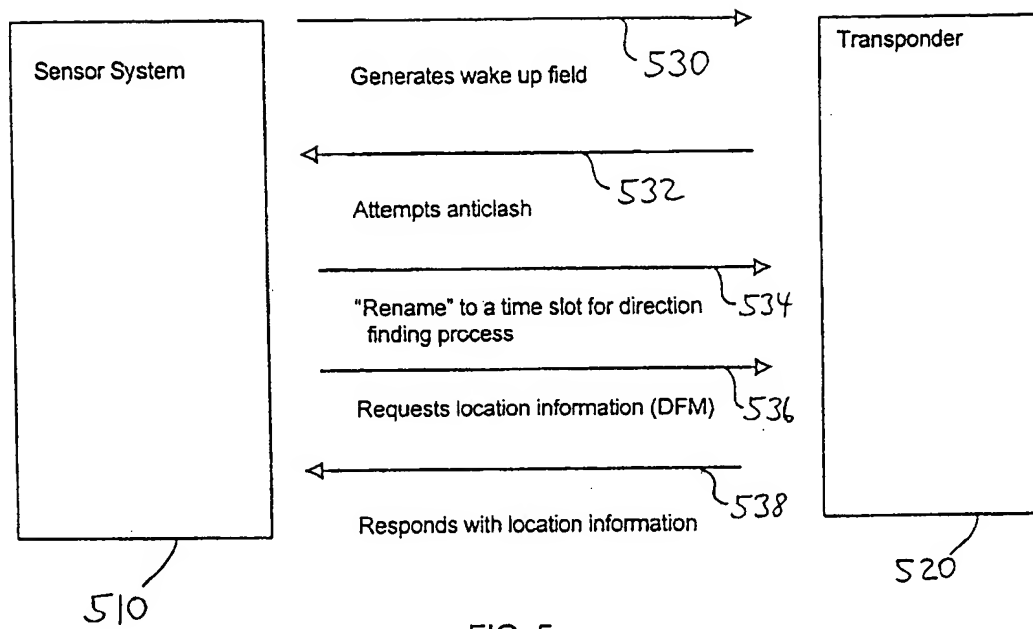 Sensor System
Transponder
530
Generates wake up field
532
Attempts anticlash
534
"Rename" to a time slot for direction
finding process
536
Requests location information (DFM)
538
Responds with location information
510
520